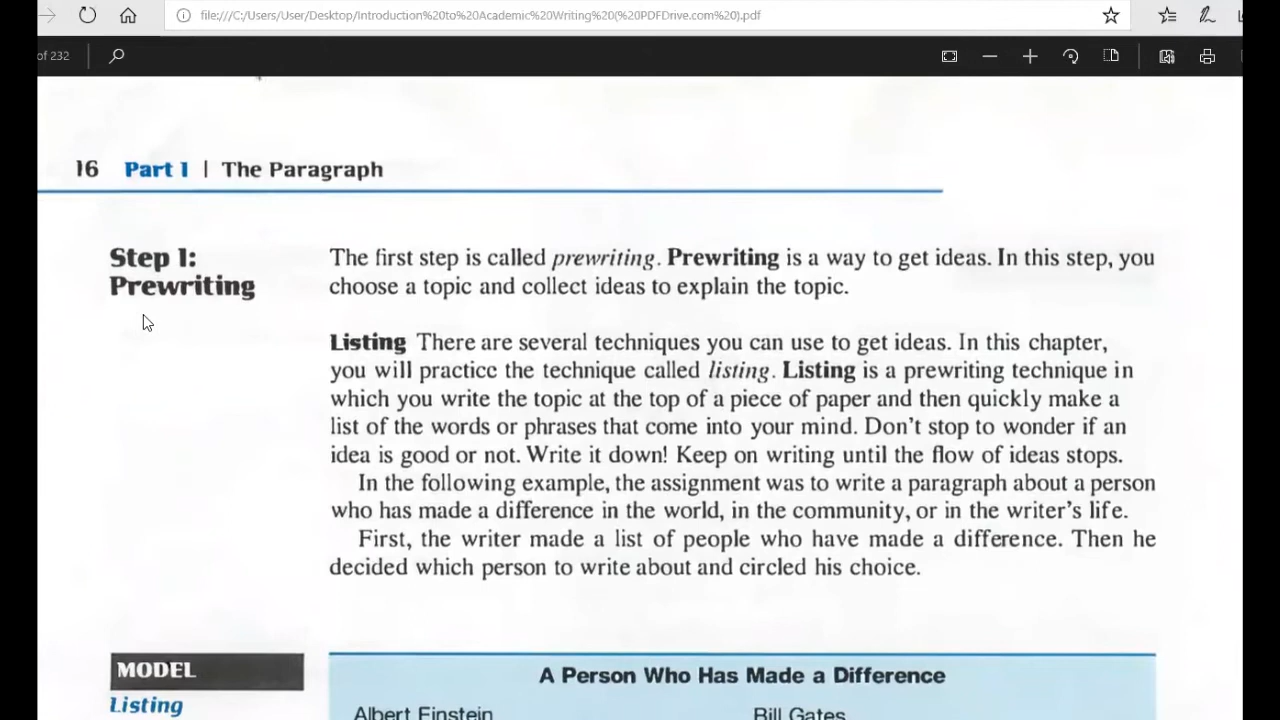 file:///C:/Users/User/Desktop/Introduction%20to%20Academic%20Writing%20(%20PDFDrive.com%20).pdf
of 232
16 Part 1 | The Paragraph
Step 1:
Prewriting
The first step is called prewriting. Prewriting is a way to get ideas. In this step, you
choose a topic and collect ideas to explain the topic.
Listing There are several techniques you can use to get ideas. In this chapter,
you will practice the technique called listing. Listing is a prewriting technique in
which you write the topic at the top of a piece of paper and then quickly make a
list of the words or phrases that come into your mind. Don't stop to wonder if an
idea is good or not. Write it down! Keep on writing until the flow of ideas stops.
In the following example, the assignment was to write a paragraph about a person
who has made a difference in the world, in the community, or in the writer's life.
First, the writer made a list of people who have made a difference. Then he
decided which person to write about and circled his choice.
MODEL
Listing
A Person Who Has Made a Difference
Albert Einstein Bill Gates